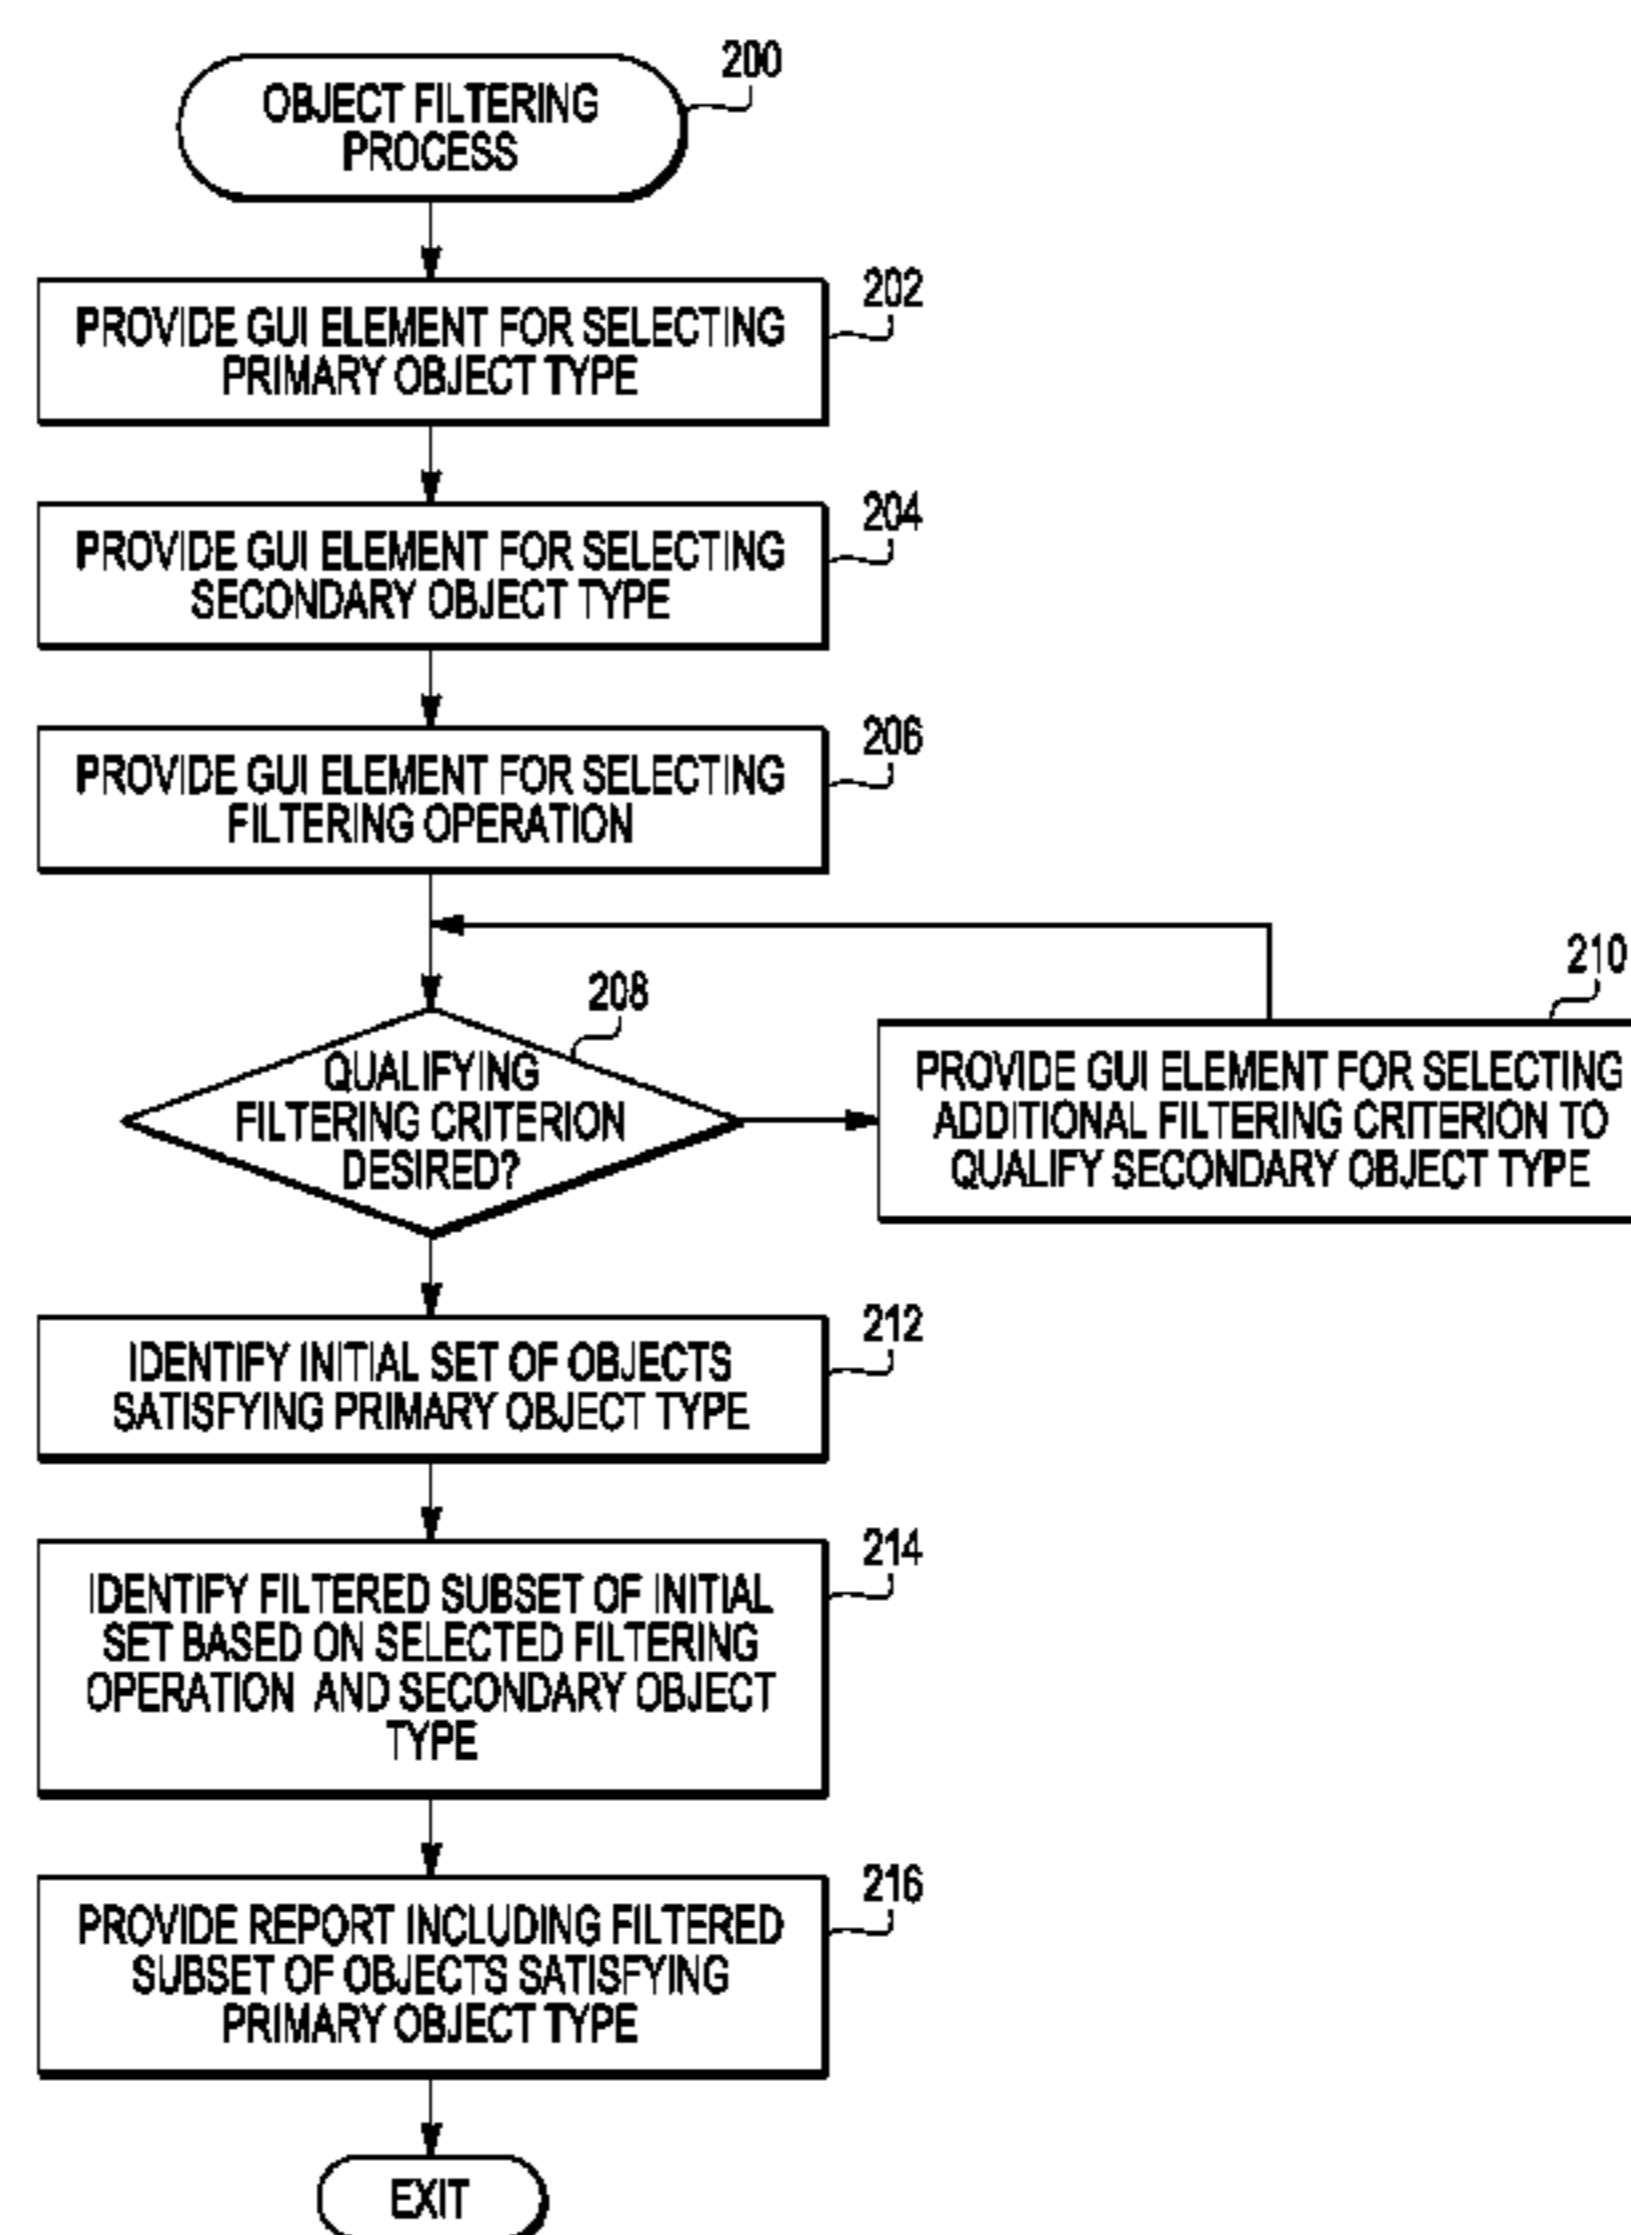 200
OBJECT FILTERING
PROCESS
202
PROVIDE GUI ELEMENT FOR SELECTING
PRIMARY OBJECT TYPE
204
PROVIDE GUI ELEMENT FOR SELECTING
SECONDARY OBJECT TYPE
206
PROVIDE GUI ELEMENT FOR SELECTING
FILTERING OPERATION
208
QUALIFYING
FILTERING CRITERION
DESIRED?
210
PROVIDE GUI ELEMENT FOR SELECTING
ADDITIONAL FILTERING CRITERION TO
QUALIFY SECONDARY OBJECT TYPE
212
IDENTIFY INITIAL SET OF OBJECTS
SATISFYING PRIMARY OBJECT TYPE
214
IDENTIFY FILTERED SUBSET OF INITIAL
SET BASED ON SELECTED FILTERING
OPERATION AND SECONDARY OBJECT
TYPE
216
PROVIDE REPORT INCLUDING FILTERED
SUBSET OF OBJECTS SATISFYING
PRIMARY OBJECT TYPE
EXIT